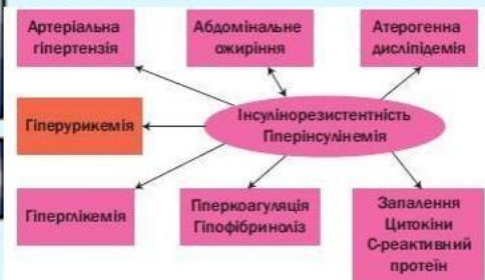 Артеріальна
гіпертензія
Абдомінальне
ожиріння
Атерогенна
дисліпідемія
Гіперурикемія
Інсулінорезистентність
Гіперінсулінемія
Гіперглікемія
Гіперкоагуляція
Гіпофібриноліз
Запалення
Цитокіни
С-реактивний
протеїн